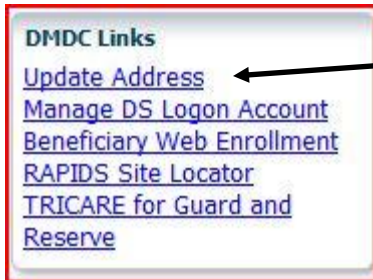 DMDC Links
Update Address
Manage DS Logon Account
Beneficiary Web Enrollment
RAPIDS Site Locator
TRICARE for Guard and
Reserve